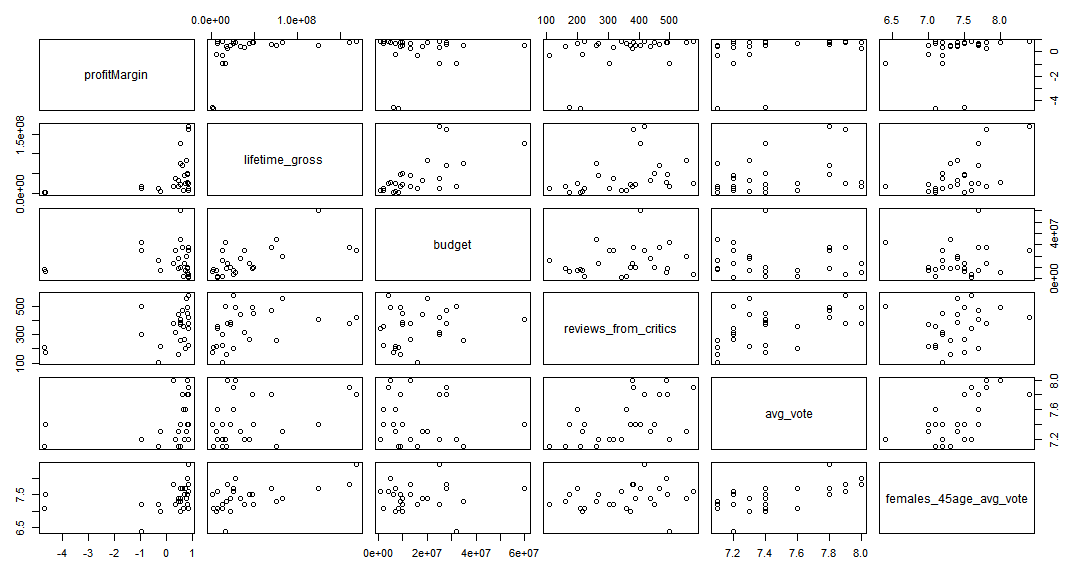 0.0e+00 1.0e+08 100 200 300 400 500 6.5 7.0 7.5 8.0
profitMargin
-4 -2 0
0.0e+00 1.5e+08
lifetime_gross
budget
0e+00 4e+07
100 300 500
reviews_from_critics
avg_vote
7.2 7.6 8.0
6.5 7.5
females_45age_avg_vote
-4 -3 -2 -1 0 1 0e+00 2e+07 4e+07 6e+07 7.2 7.4 7.6 7.8 8.0